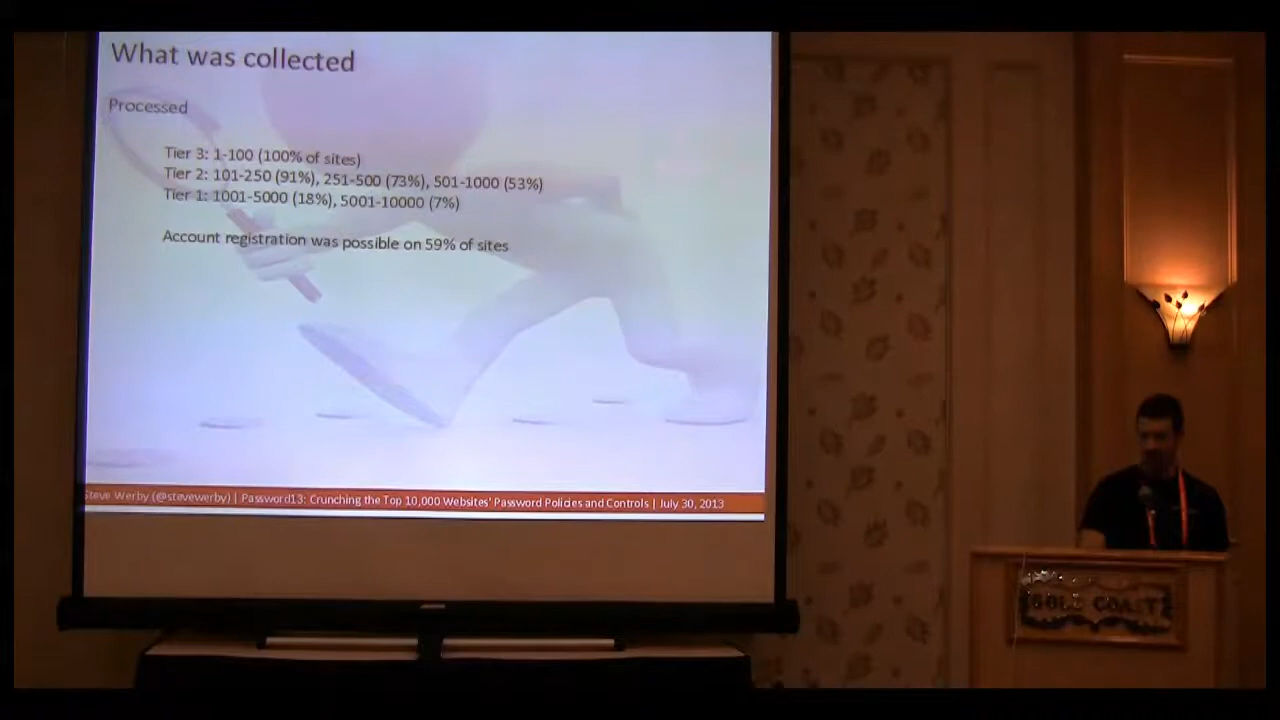 What was collected
Processed
Tier 3: 1-100 (100% of sites)
Tier 2: 101-250 (91%), 251-500 (73%), 501-1000 (53%)
Tier 1: 1001-5000 (18%), 5001-10000 (7%)
Account registration was possible on 59% of sites
Steve Werby (@stevewerby) | Password13: Crunching the Top 10,000 Websites' Password Policies and Controls | July 30, 2013
GOLD COAST